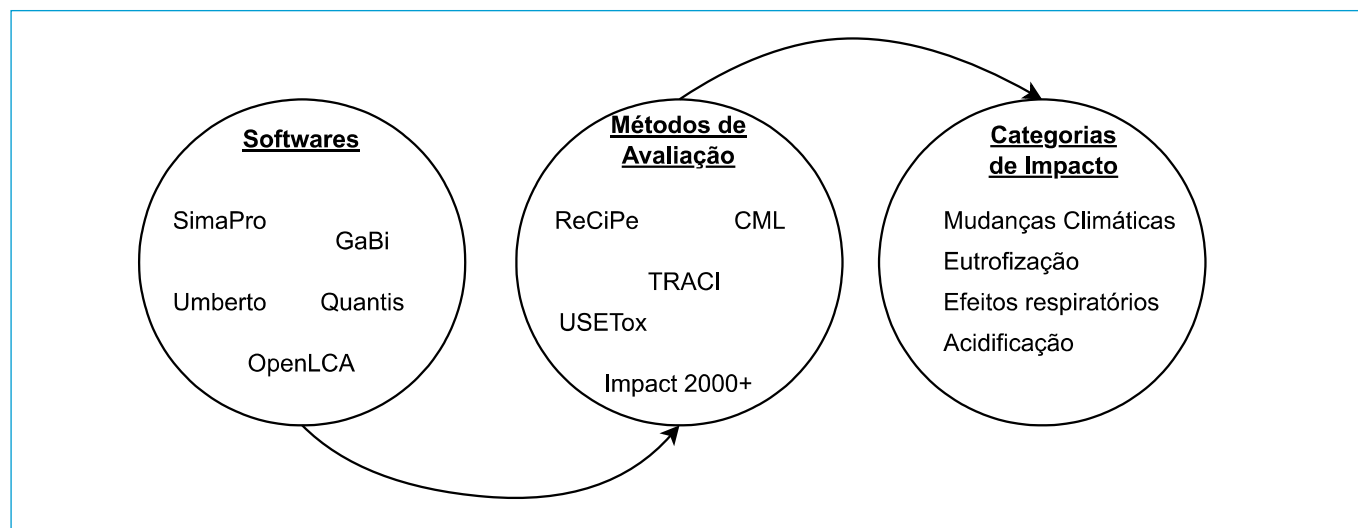 Softwares
SimaPro
GaBi
Umberto
Quantis
OpenLCA
Métodos de
Avaliação
ReCiPe
CML
TRACI
USETox
Impact 2000+
Categorias
de Impacto
Mudanças Climáticas
Eutrofização
Efeitos respiratórios
Acidificação